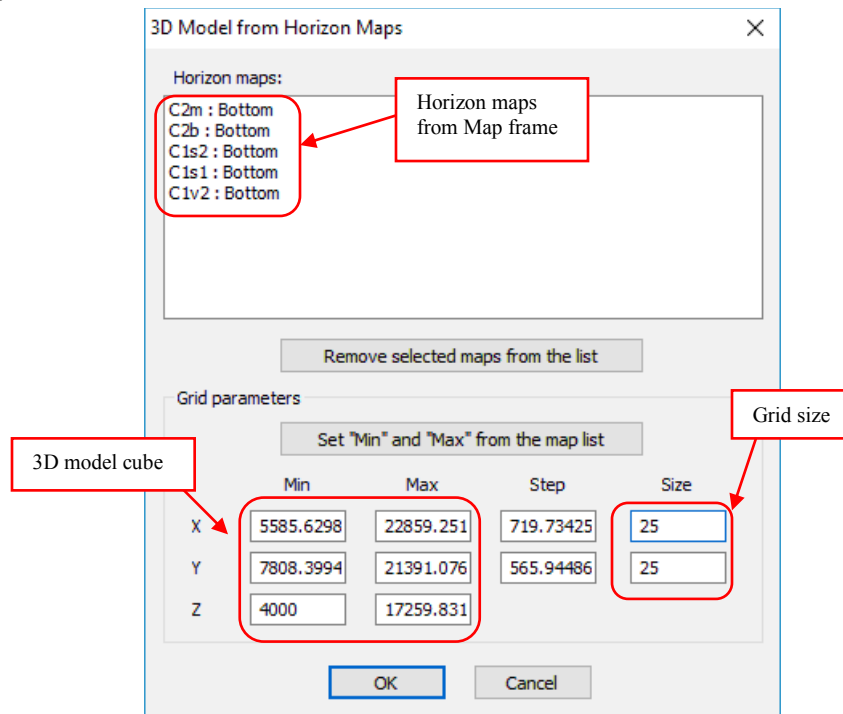 3D Model from Horizon Maps
Horizon maps:
C2m : Bottom
C2b : Bottom
C1s2 : Bottom
C1s1 : Bottom
C1v2 : Bottom
Horizon maps
from Map frame
Remove selected maps from the list
Grid parameters
Set "Min" and "Max" from the map list
Grid size
3D model cube
Min Max Step Size
X 5585.6298 22859.251 719.73425 25
Y 7808.3994 21391.076 565.94486 25
Z 4000 17259.831
OK Cancel